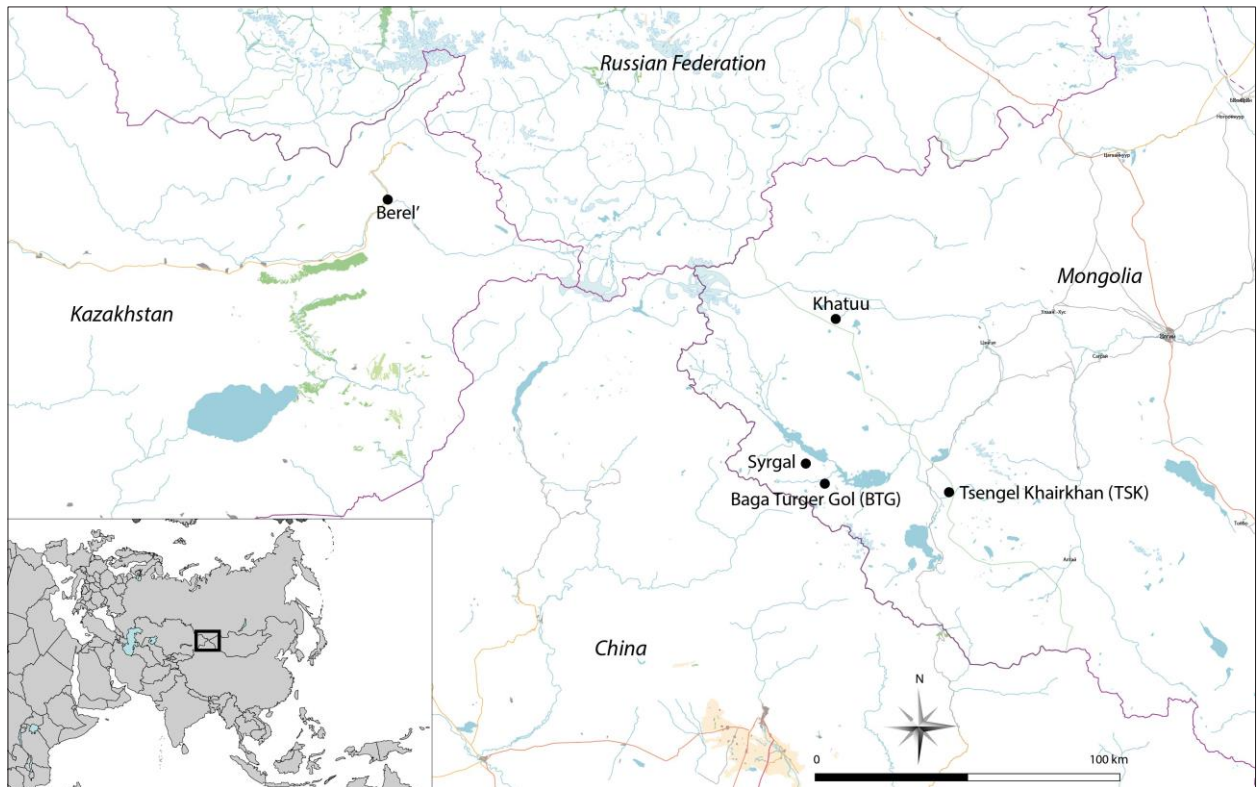 Russian Federation
Berel’
Mongolia
Khatuu
Kazakhstan
Syrgal
Baga Turger Gol (BTG)
Tsengel Khairkhan (TSK)
China
N
0
100 km